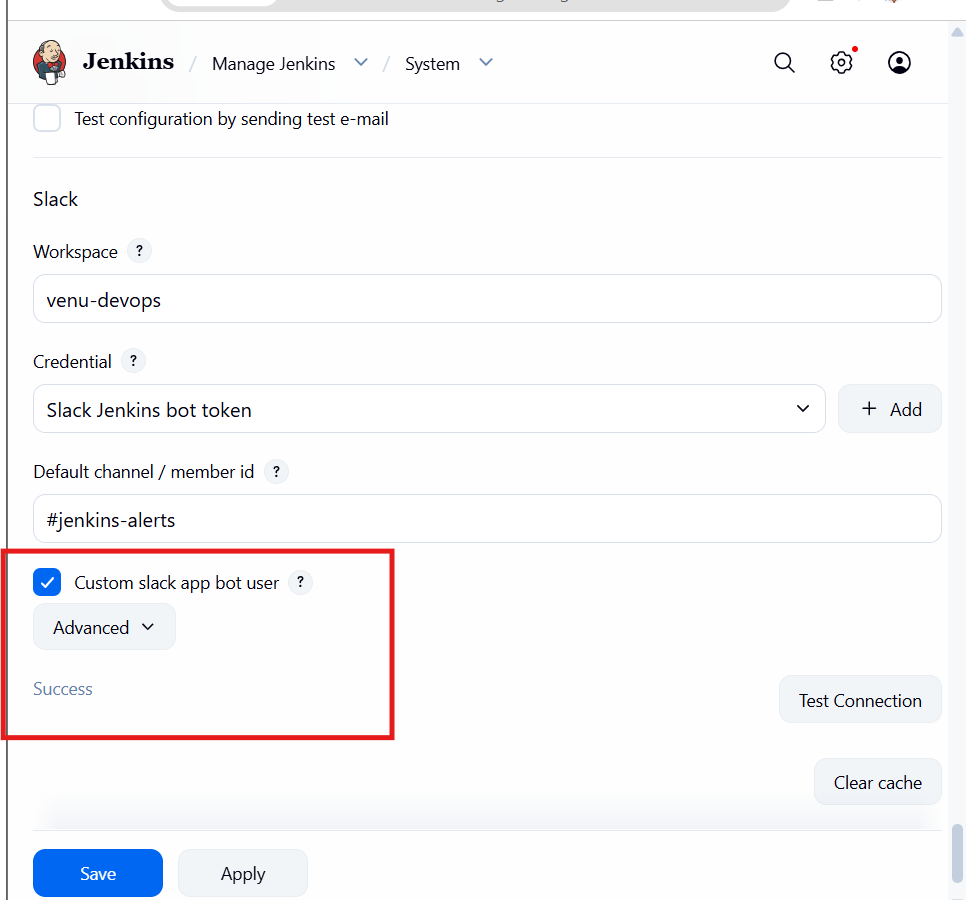 Jenkins / Manage Jenkins / System
Test configuration by sending test e-mail
Slack
Workspace ?
venu-devops
Credential ?
Slack Jenkins bot token
+ Add
Default channel / member id ?
#jenkins-alerts
Custom slack app bot user ?
Advanced
Success
Test Connection
Clear cache
Save Apply